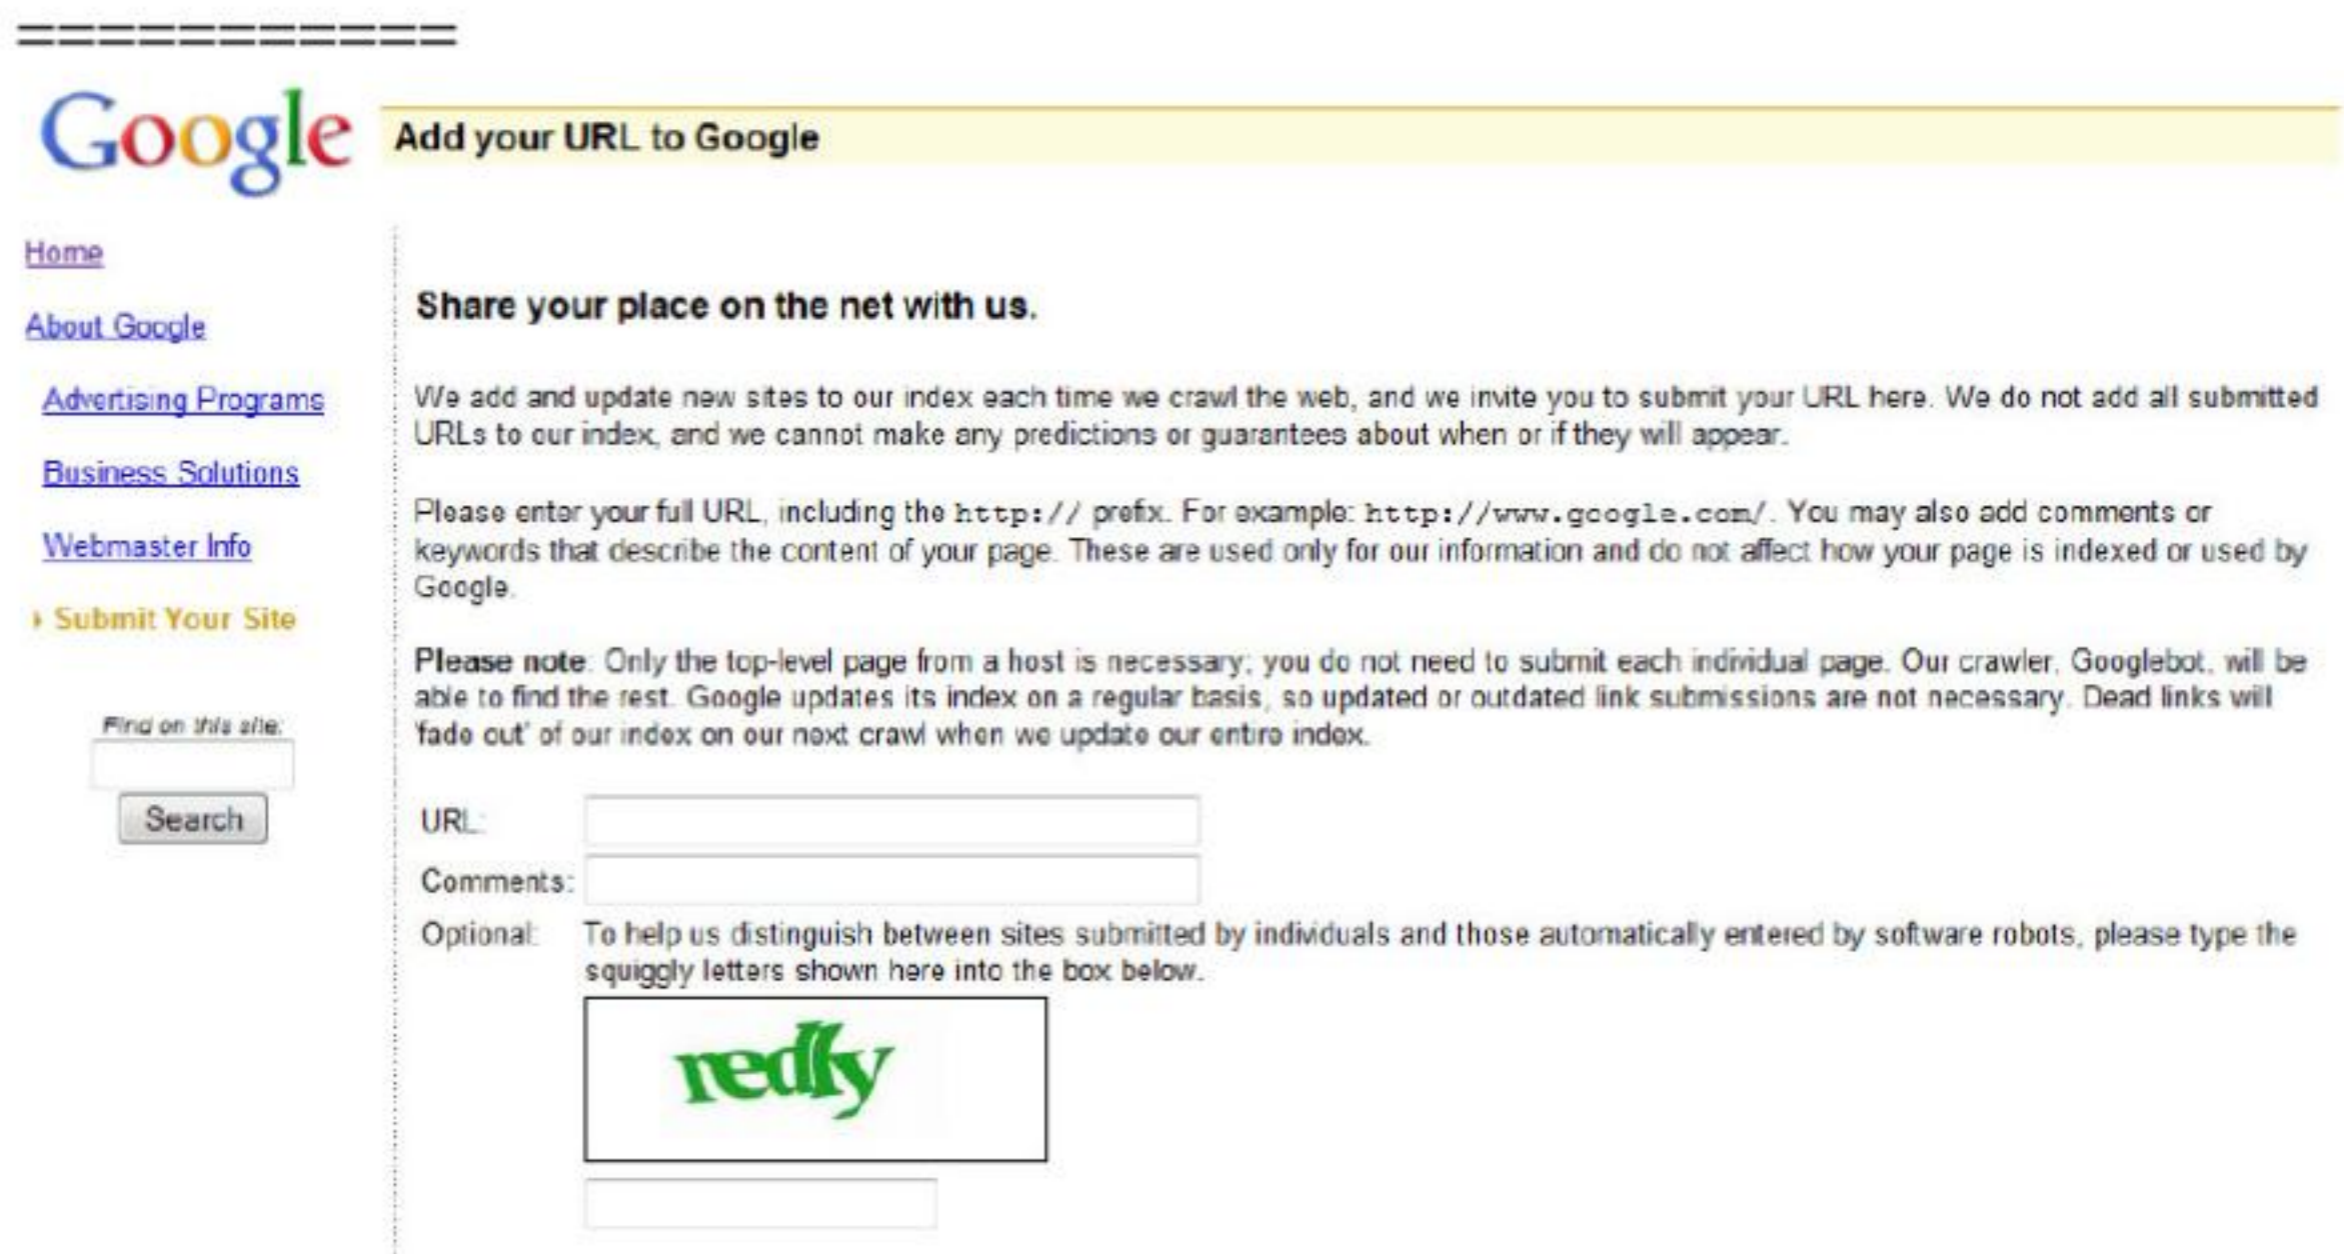 ===========
Google
Add your URL to Google
Home
About Google
Advertising Programs
Business Solutions
Webmaster Info
Submit Your Site
Find on this site:
Search
Share your place on the net with us.
We add and update new sites to our index each time we crawl the web, and we invite you to submit your URL here. We do not add all submitted
URLs to our index, and we cannot make any predictions or guarantees about when or if they will appear.
Please enter your full URL, including the http:// prefix. For example: http://www.google.com/. You may also add comments or
keywords that describe the content of your page. These are used only for our information and do not affect how your page is indexed or used by
Google.
Please note: Only the top-level page from a host is necessary; you do not need to submit each individual page. Our crawler, Googlebot, will be
able to find the rest. Google updates its index on a regular basis, so updated or outdated link submissions are not necessary. Dead links will
'fade out' of our index on our next crawl when we update our entire index.
URL:
Comments:
Optional: To help us distinguish between sites submitted by individuals and those automatically entered by software robots, please type the
squiggly letters shown here into the box below.
redly